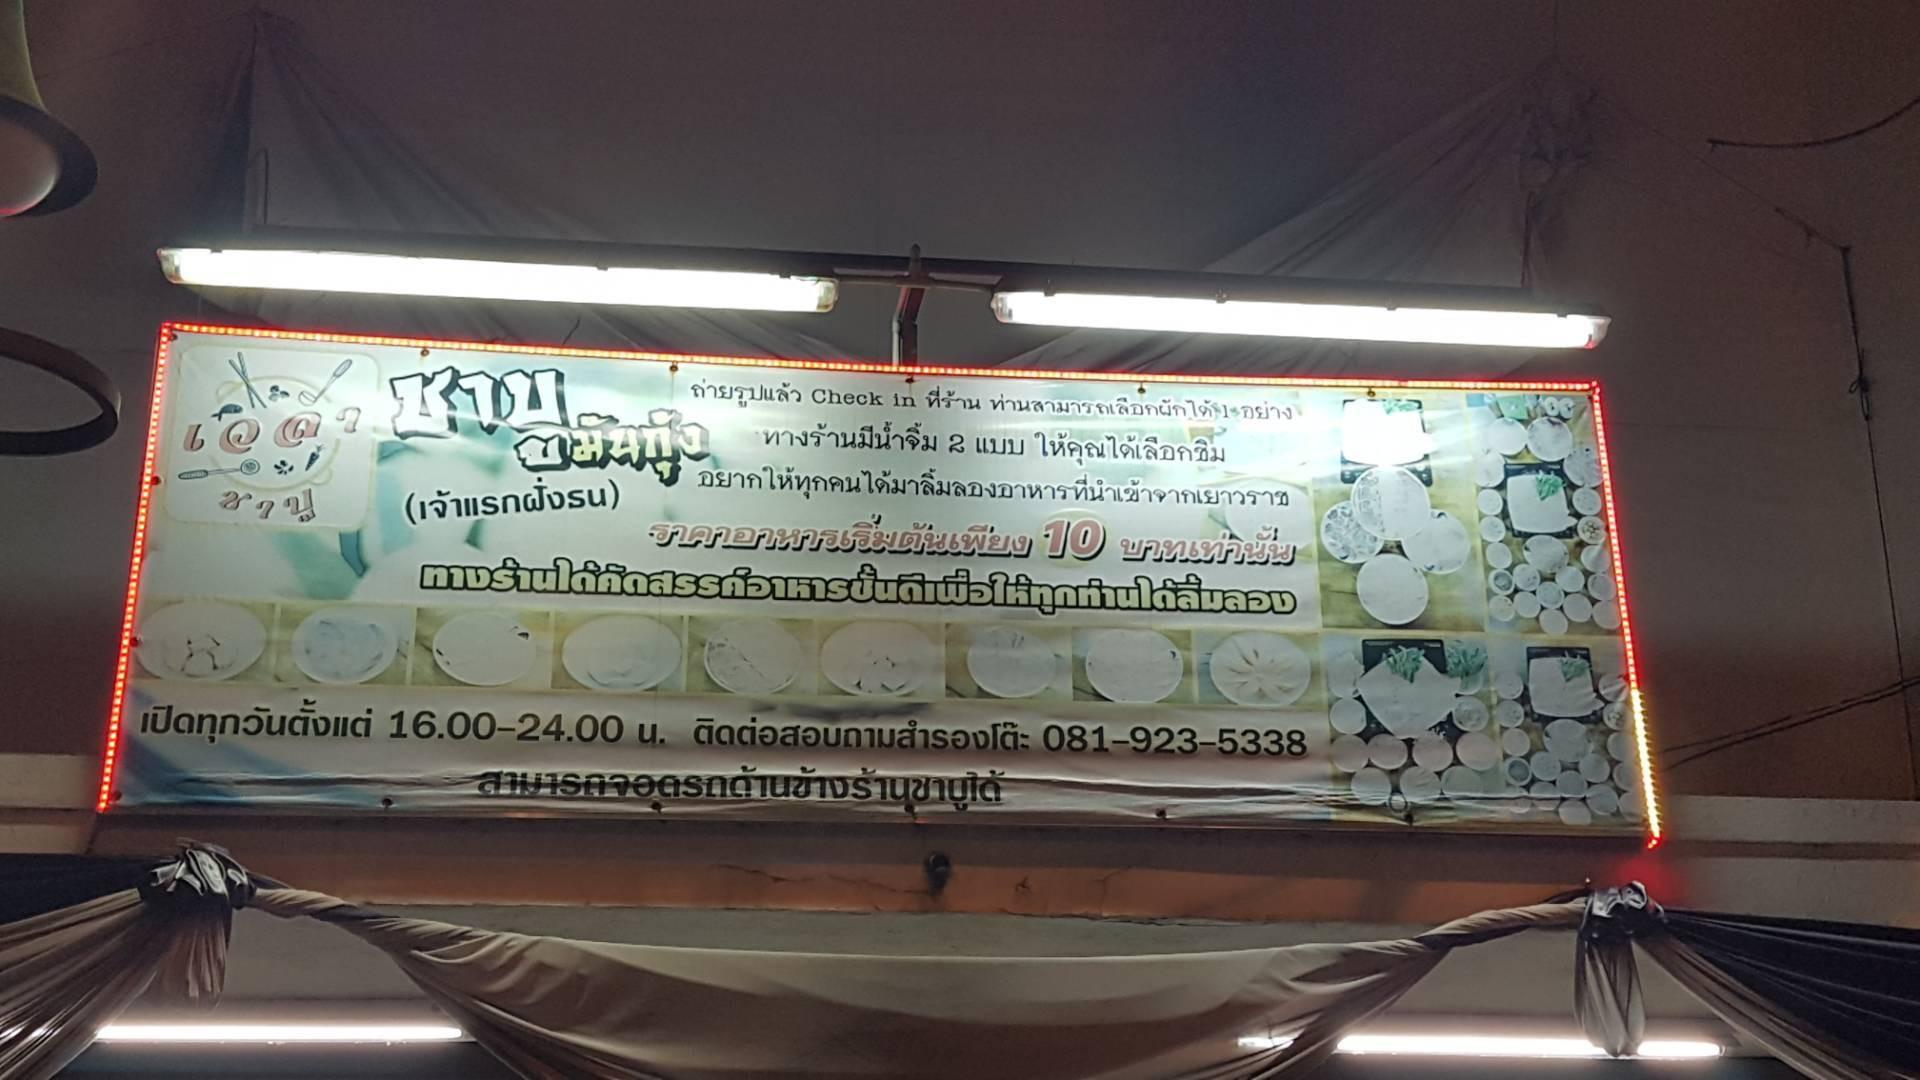 เวลา
ชาบู
ชาบู
มันกุ้ง
(เจ้าแรกฝั่งธน)
ถ่ายรูปแล้ว Check in ที่ร้าน ท่านสามารถเลือกผักได้ 1 อย่าง
ทางร้านมีน้ำจิ้ม 2 แบบ ให้คุณได้เลือกชิม
อยากให้ทุกคนได้มาลิ้มลองอาหารที่นำเข้าจากเยาวราช
ราคาอาหารเริ่มต้นเพียง 10 บาทเท่านั้น
ทางร้านได้คัดสรรค์อาหารชั้นดีเพื่อให้ทุกท่านได้ลิ้มลอง
เปิดทุกวันตั้งแต่ 16.00-24.00 น. ติดต่อสอบถามสำรองโต๊ะ 081-923-5338
สามารถจอดรถด้านข้างร้านชาบูได้